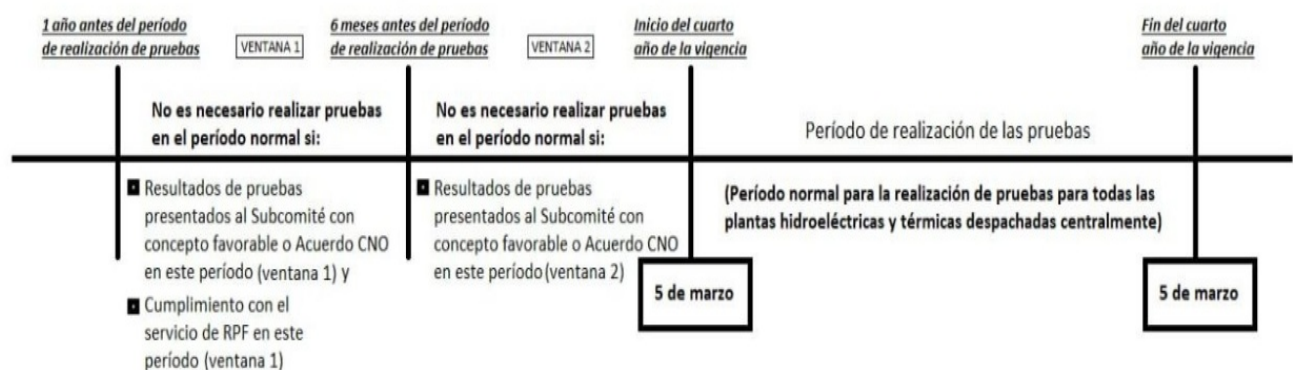 1 año antes del período
de realización de pruebas
VENTANA 1
6 meses antes del período
de realización de pruebas
VENTANA 2
Inicio del cuarto
año de la vigencia
Fin del cuarto
año de la vigencia
No es necesario realizar pruebas
en el período normal si:
No es necesario realizar pruebas
en el período normal si:
Período de realización de las pruebas
Resultados de pruebas
presentados al Subcomité con
concepto favorable o Acuerdo CNO
en este período (ventana 1) y
Cumplimiento con el
servicio de RPF en este
período (ventana 1)
Resultados de pruebas
presentados al Subcomité con
concepto favorable o Acuerdo CNO
en este período (ventana 2)
(Período normal para la realización de pruebas para todas las
plantas hidroeléctricas y térmicas despachadas centralmente)
5 de marzo
5 de marzo